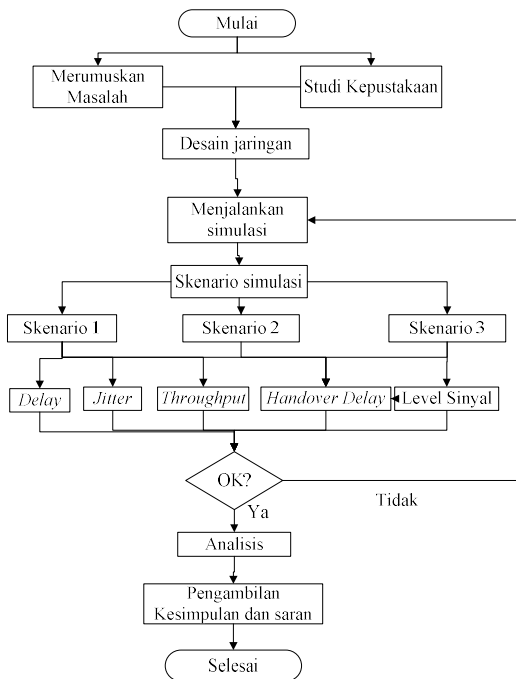 Mulai
Merumuskan
Masalah
Studi Kepustakaan
Desain jaringan
Menjalankan
simulasi
Skenario simulasi
Skenario 1
Skenario 2
Skenario 3
Delay
Jitter
Throughput
Handover Delay
Level Sinyal
OK?
Tidak
Ya
Analisis
Pengambilan
Kesimpulan dan saran
Selesai